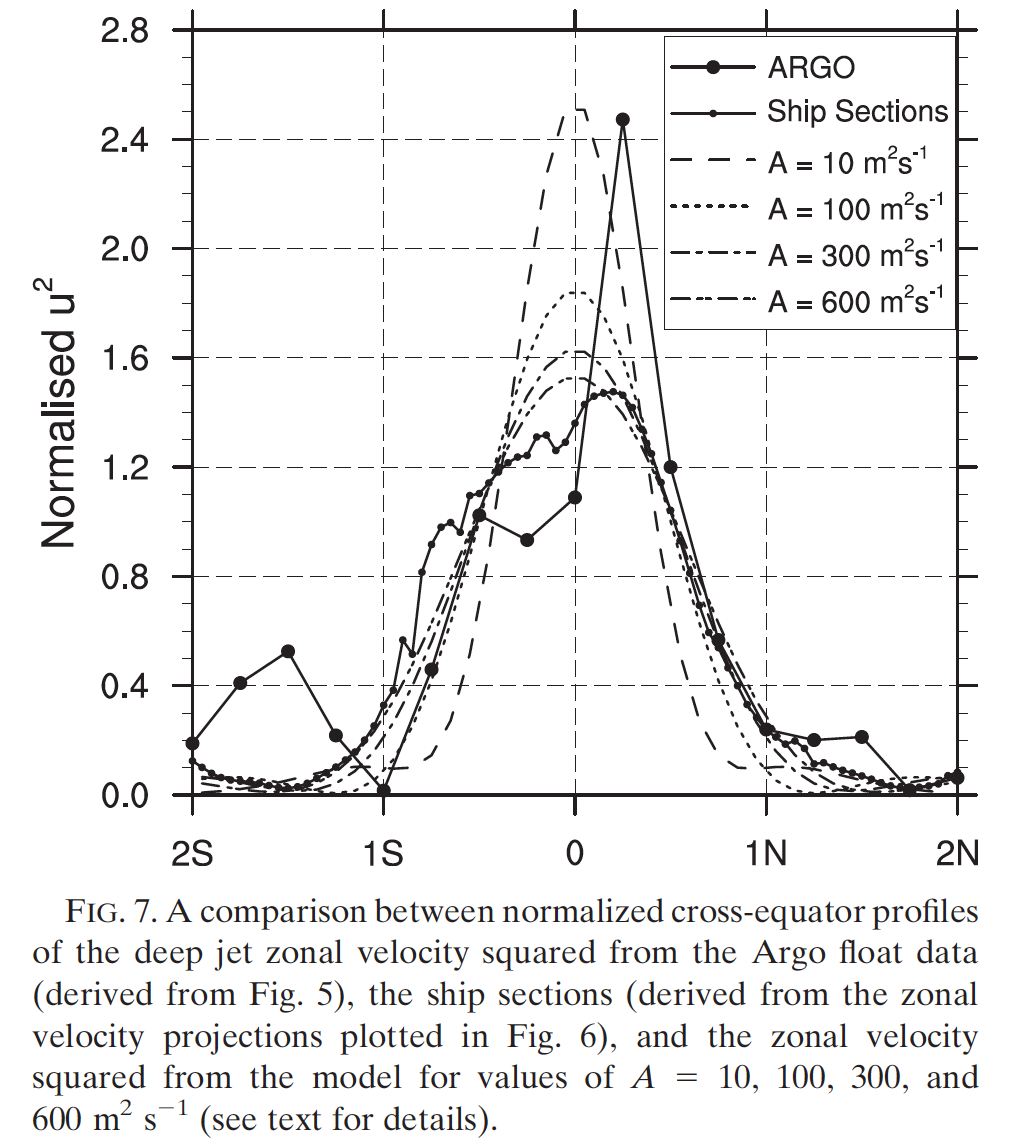 2.8
2.4
2.0
1.6
1.2
0.8
0.4
0.0
Normalised u²
ARGO
Ship Sections
A = 10 m²s⁻¹
A = 100 m²s⁻¹
A = 300 m²s⁻¹
A = 600 m²s⁻¹
2S 1S 0 1N 2N
FIG. 7. A comparison between normalized cross-equator profiles
of the deep jet zonal velocity squared from the Argo float data
(derived from Fig. 5), the ship sections (derived from the zonal
velocity projections plotted in Fig. 6), and the zonal velocity
squared from the model for values of A = 10, 100, 300, and
600 m² s⁻¹ (see text for details).